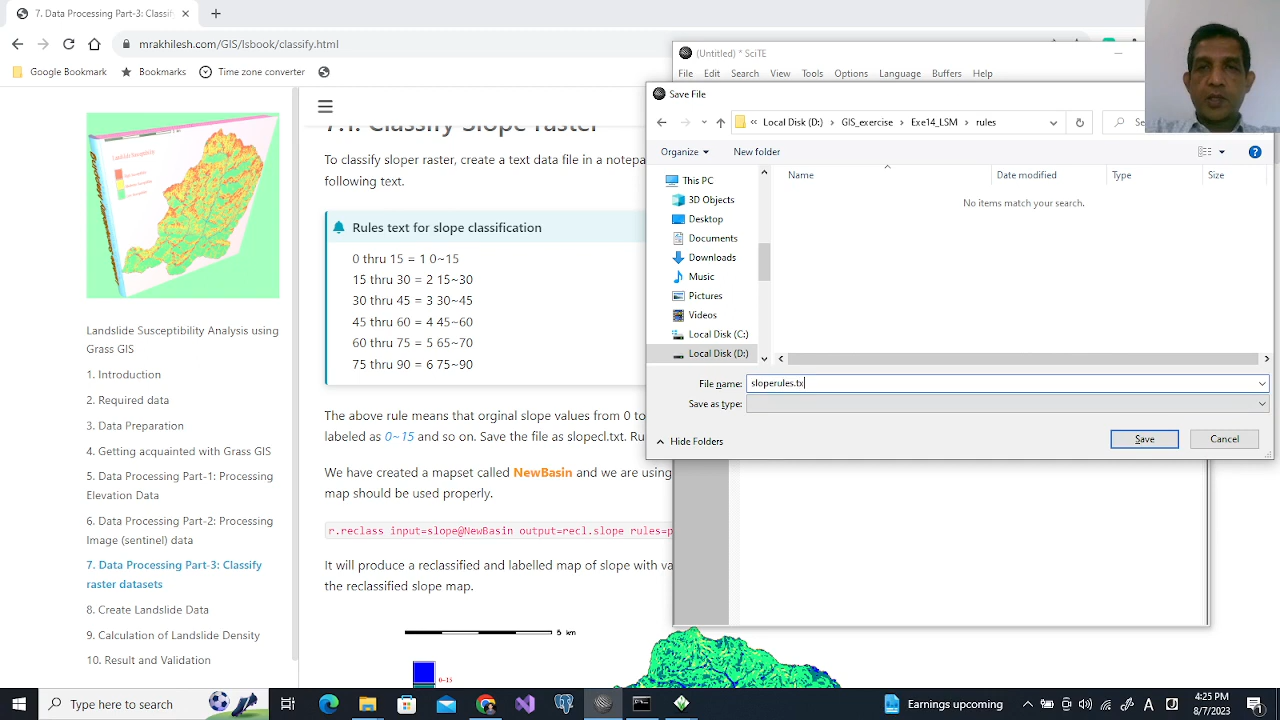 7. Data Processing Part-3: Classif
mrakhilesh.com/GIS/lsbook/classify.html
Google Bookmark
Bookmarks
Time zone converter
Landslide Susceptibility
Landslide Susceptibility Analysis using
Grass GIS
1. Introduction
2. Required data
3. Data Preparation
4. Getting acquainted with Grass GIS
5. Data Processing Part-1: Processing
Elevation Data
6. Data Processing Part-2: Processing
Image (sentinel) data
7. Data Processing Part-3: Classify
raster datasets
8. Create Landslide Data
9. Calculation of Landslide Density
10. Result and Validation
7.1. Classify Slope raster
To classify sloper raster, create a text data file in a notepa
following text.
Rules text for slope classification
0 thru 15 = 1 0~15
15 thru 30 = 2 15~30
30 thru 45 = 3 30~45
45 thru 60 = 4 45~60
60 thru 75 = 5 65~70
75 thru 90 = 6 75~90
The above rule means that orginal slope values from 0 to
labeled as 0~15 and so on. Save the file as slopecl.txt. Ru
We have created a mapset called NewBasin and we are using
map should be used properly.
r.reclass input=slope@NewBasin output=recl.slope rules=p
It will produce a reclassified and labelled map of slope with va
the reclassified slope map.
5 km
0-15
(Untitled) * SciTE
File Edit Search View Tools Options Language Buffers Help
Save File
« Local Disk (D:) › GIS_exercise › Exe14_LSM › rules
Se
Organize
New folder
Name
Date modified
Type
Size
No items match your search.
This PC
3D Objects
Desktop
Documents
Downloads
Music
Pictures
Videos
Local Disk (C:)
Local Disk (D:)
File name: sloperules.tx
Save as type:
Hide Folders
Save
Cancel
Type here to search
Earnings upcoming
4:25 PM
8/7/2023